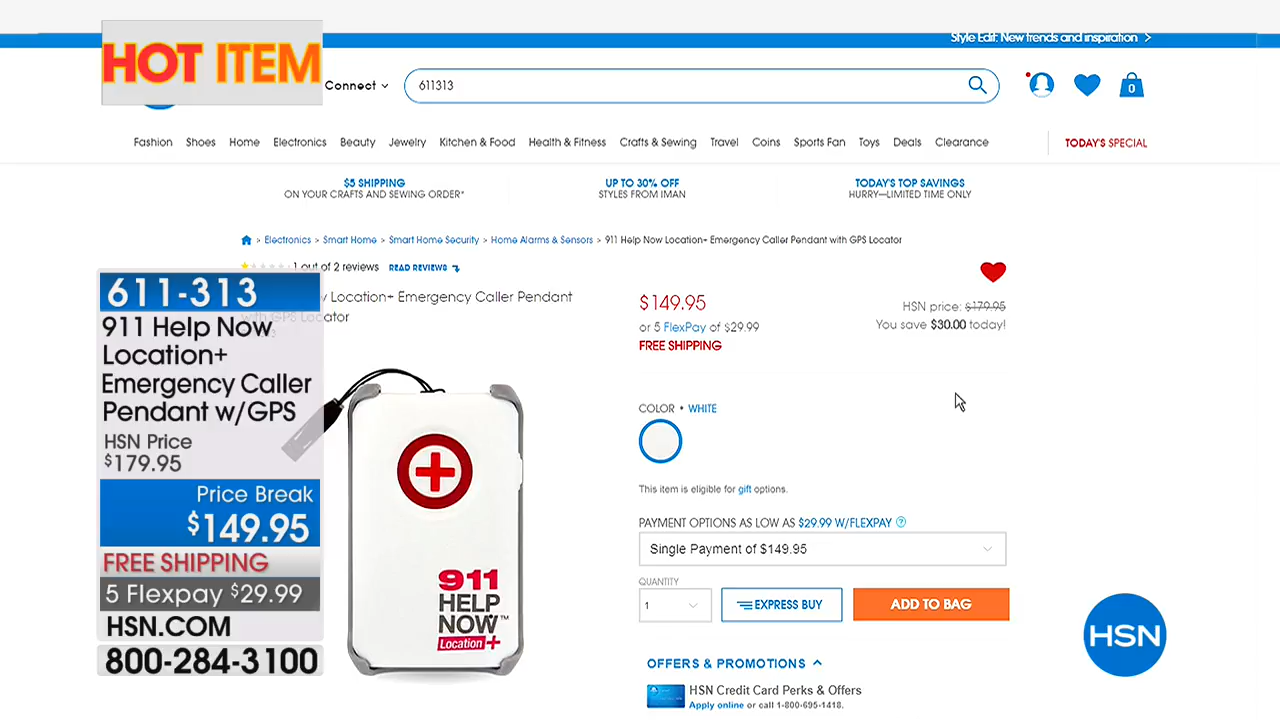 Style Edit: New trends and inspiration >
HOT ITEM
Connect
611313
0
Fashion Shoes Home Electronics Beauty Jewelry Kitchen & Food Health & Fitness Crafts & Sewing Travel Coins Sports Fan Toys Deals Clearance TODAY'S SPECIAL
$5 SHIPPING
ON YOUR CRAFTS AND SEWING ORDER*
UP TO 30% OFF
STYLES FROM IMAN
TODAY'S TOP SAVINGS
HURRY—LIMITED TIME ONLY
> Electronics > Smart Home > Smart Home Security > Home Alarms & Sensors > 911 Help Now Location+ Emergency Caller Pendant with GPS Locator
1 out of 2 reviews READ REVIEWS
Location+ Emergency Caller Pendant
with GPS Locator
611-313
911 Help Now
Location+
Emergency Caller
Pendant w/GPS
HSN Price
$179.95
Price Break
$149.95
FREE SHIPPING
5 Flexpay $29.99
HSN.COM
800-284-3100
911
HELP
NOW™
Location+
$149.95
or 5 FlexPay of $29.99
FREE SHIPPING
HSN price: $179.95
You save $30.00 today!
COLOR • WHITE
This item is eligible for gift options.
PAYMENT OPTIONS AS LOW AS $29.99 W/FLEXPAY ?
Single Payment of $149.95
QUANTITY
1
EXPRESS BUY
ADD TO BAG
OFFERS & PROMOTIONS
HSN Credit Card Perks & Offers
Apply online or call 1-800-695-1418.
HSN